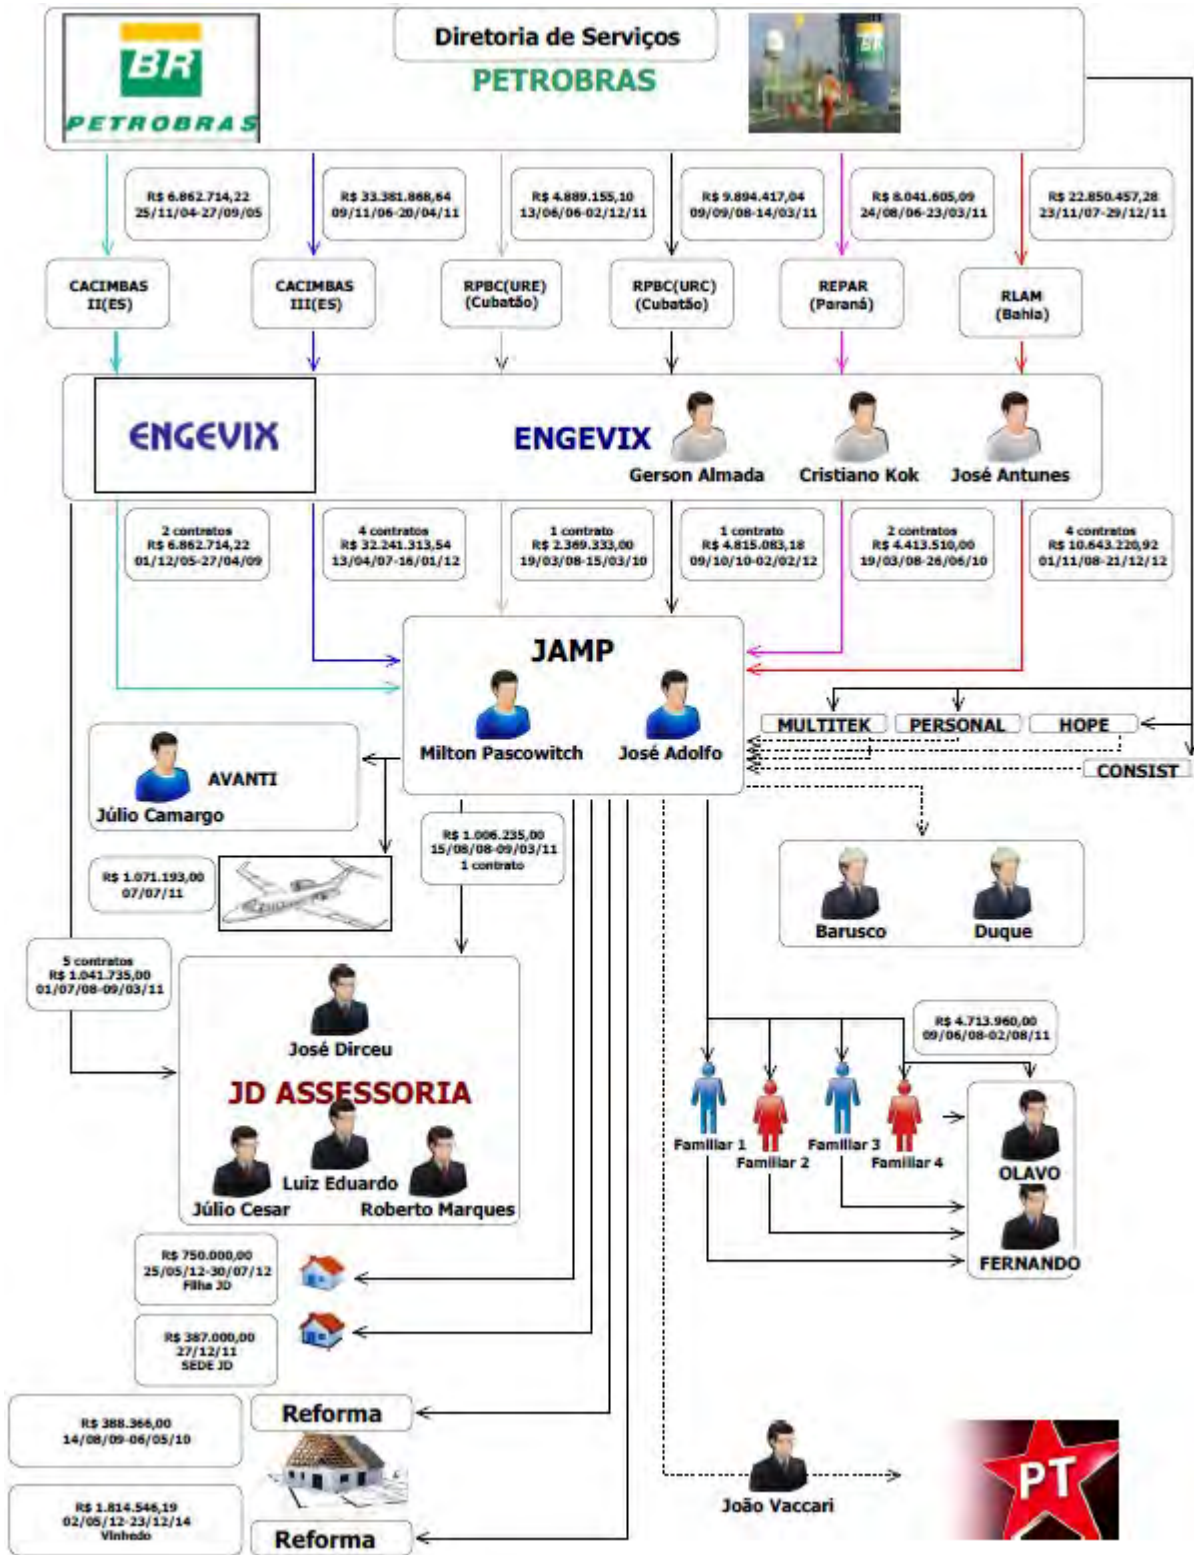 Diretoria de Serviços
BR
PETROBRAS
PETROBRAS
BR
R$ 6.862.714,22
25/11/04-27/09/05
R$ 33.381.868,64
09/11/06-20/04/11
R$ 4.889.155,10
13/06/06-02/12/11
R$ 9.894.417,04
09/09/08-14/03/11
R$ 8.041.605,09
24/08/06-23/03/11
R$ 22.850.457,28
23/11/07-29/12/11
CACIMBAS
II(ES)
CACIMBAS
III(ES)
RPBC(URE)
(Cubatão)
RPBC(URC)
(Cubatão)
REPAR
(Paraná)
RLAM
(Bahia)
ENGEVIX
ENGEVIX
Gerson Almada
Cristiano Kok
José Antunes
2 contratos
R$ 6.862.714,22
01/12/05-27/04/09
4 contratos
R$ 32.241.313,54
13/04/07-16/01/12
1 contrato
R$ 2.369.333,00
19/03/08-15/03/10
1 contrato
R$ 4.815.083,18
09/10/10-02/02/12
2 contratos
R$ 4.413.510,00
19/03/08-26/06/10
4 contratos
R$ 10.643.220,92
01/11/08-21/12/12
JAMP
Milton Pascowitch
José Adolfo
MULTITEK
PERSONAL
HOPE
CONSIST
AVANTI
Júlio Camargo
R$ 1.006.235,00
15/08/08-09/03/11
1 contrato
R$ 1.071.193,00
07/07/11
Barusco
Duque
5 contratos
R$ 1.041.735,00
01/07/08-09/03/11
José Dirceu
JD ASSESSORIA
Luiz Eduardo
Júlio Cesar
Roberto Marques
R$ 4.713.960,00
09/06/08-02/08/11
Familiar 1
Familiar 2
Familiar 3
Familiar 4
OLAVO
FERNANDO
R$ 750.000,00
25/05/12-30/07/12
Filha JD
R$ 387.000,00
27/12/11
SEDE JD
R$ 388.366,00
14/08/09-06/05/10
Reforma
R$ 1.814.546,19
02/05/12-23/12/14
Vinhedo
Reforma
João Vaccari
PT